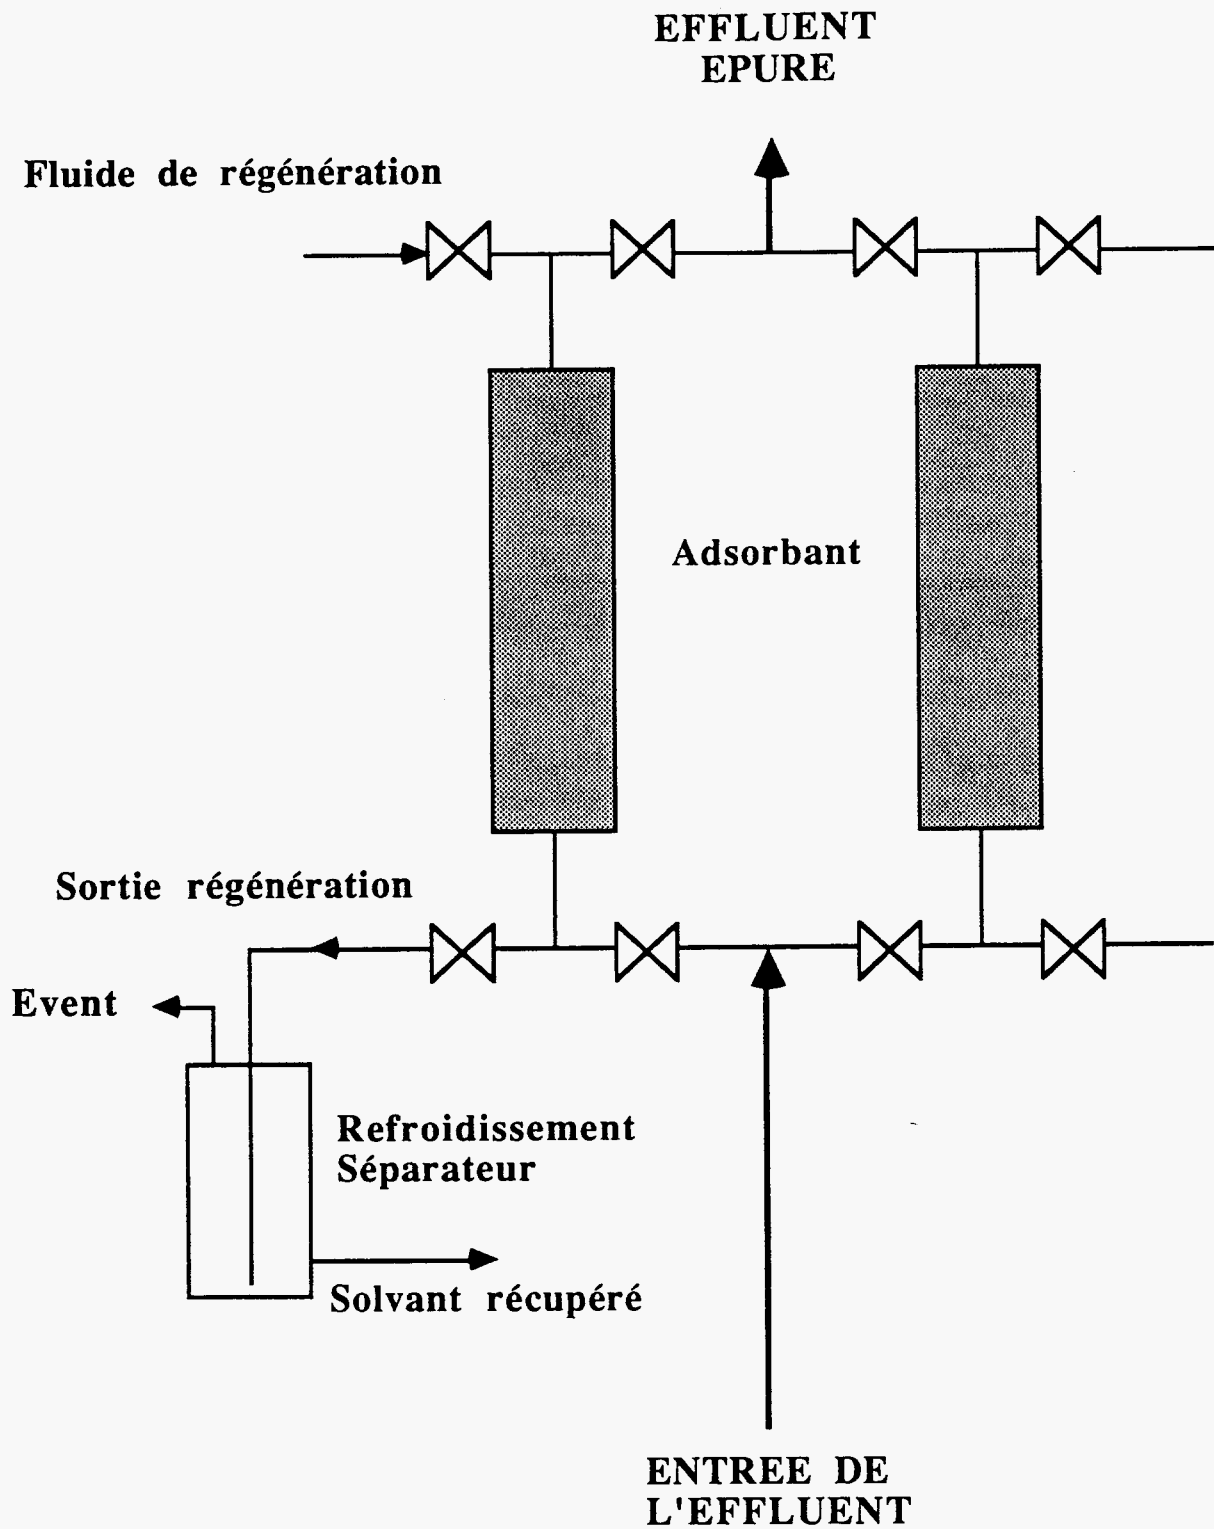 EFFLUENT
EPURE
Fluide de régénération
Adsorbant
Sortie régénération
Event
Refroidissement
Séparateur
Solvant récupéré
ENTREE DE
L'EFFLUENT